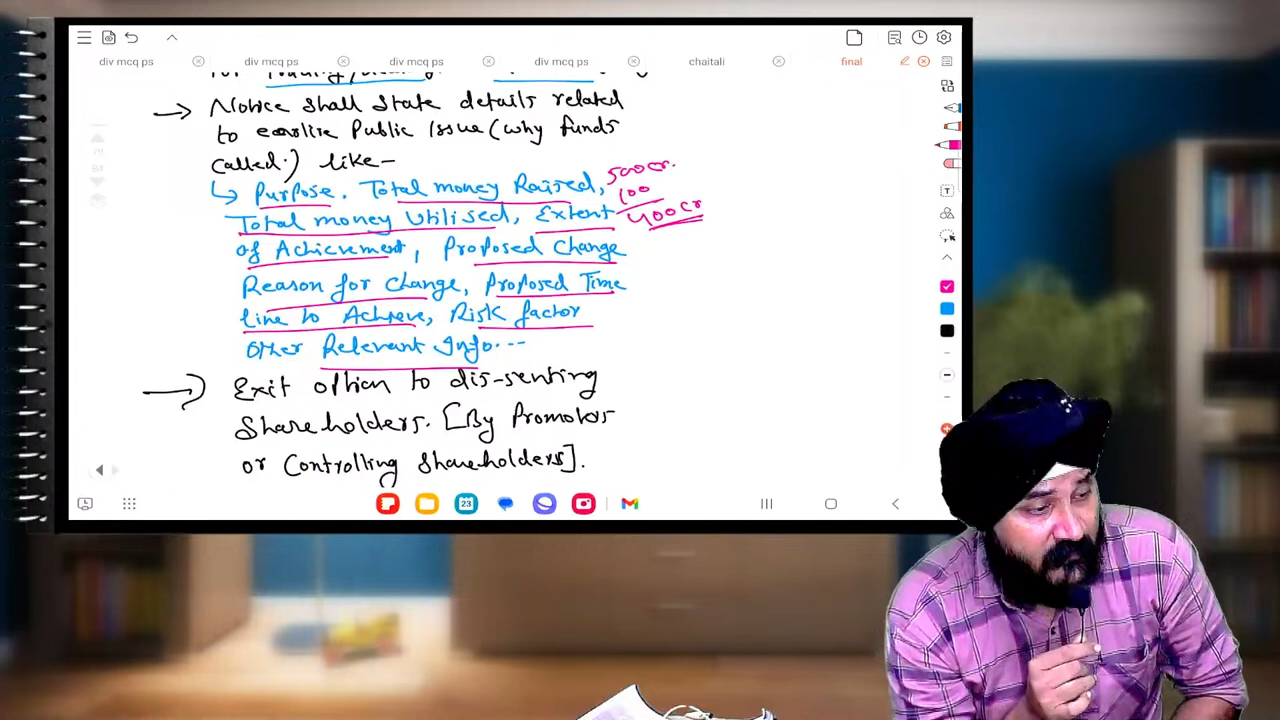 div mcq ps div mcq ps div mcq ps div mcq ps chaitali final
Notice shall state details related
to earlire Public Issue (why funds
called.) like-
↳ Purpose, Total money Raised, 500cr.
100
Total money Utilised, Extent 400cr
of Achievement, Proposed Change
Reason for change, Proposed Time
line to Achieve, Risk factor
other Relevant Info...
→ Exit option to dis-senting
Shareholders. [By Promotors
or Controlling Shareholders].
23